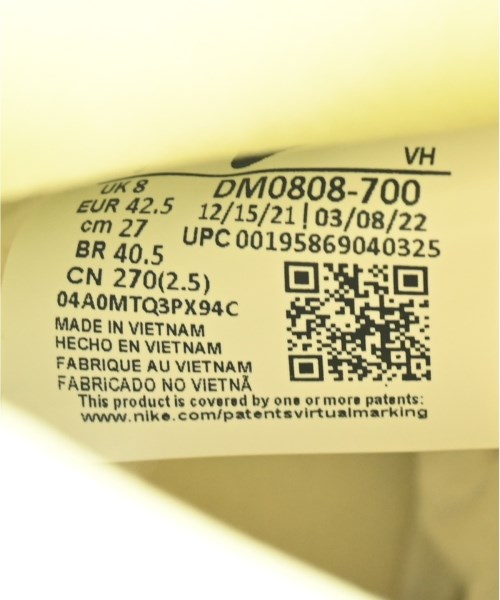 VH
UK 8
DM0808-700
EUR 42.5
12/15/21 | 03/08/22
cm 27
UPC 00195869040325
BR 40.5
CN 270(2.5)
04A0MTQ3PX94C
MADE IN VIETNAM
HECHO EN VIETNAM
FABRIQUE AU VIETNAM
FABRICADO NO VIETNÃ
This product is covered by one or more patents:
www.nike.com/patentsvirtualmarking